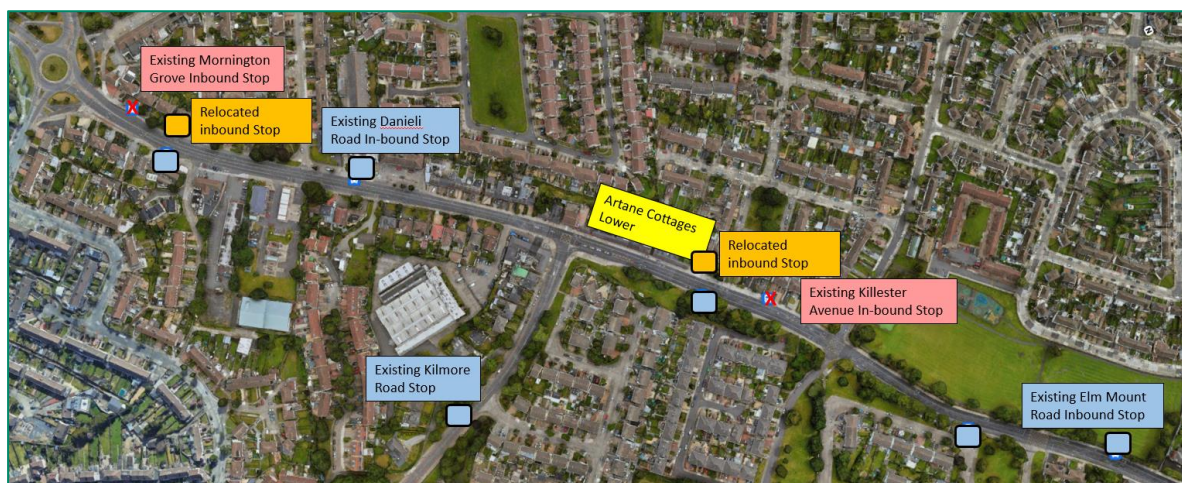 Existing Mornington
Grove Inbound Stop
Relocated
inbound Stop
Existing Danieli
Road In-bound Stop
Artane Cottages
Lower
Relocated
inbound Stop
Existing Killester
Avenue In-bound Stop
Existing Kilmore
Road Stop
Existing Elm Mount
Road Inbound Stop